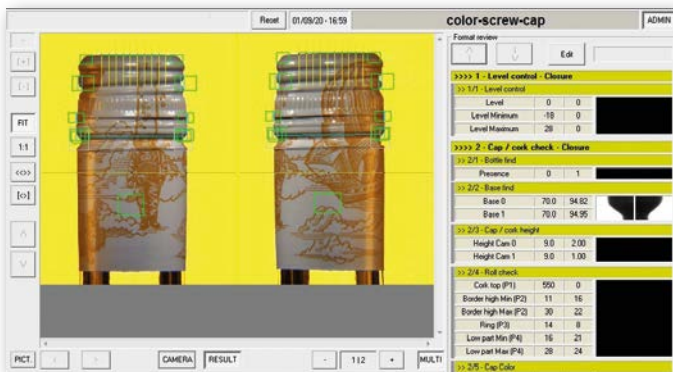 Reset 01/09/20 - 16:59 color-screw-cap ADMIN
Format review
[+]
[-]
Edit
FIT
1:1
<<>>
[<>]
>>>> 1 - Level control - Closure
>> 1/1 - Level control
Level 0 0
Level Minimum -18 0
Level Maximum 28 0
>>>> 2 - Cap / cork check - Closure
>> 2/1 - Bottle find
Presence 0 1
>> 2/2 - Base find
Base 0 70.0 94.82
Base 1 70.0 94.95
>> 2/3 - Cap / cork height
Height Cam 0 9.0 2.00
Height Cam 1 9.0 1.00
>> 2/4 - Roll check
Cork top (P1) 550 0
Border high Min (P2) 11 16
Border high Max (P2) 30 22
Ring (P3) 14 8
Low part Min (P4) 16 21
Low part Max (P4) 28 24
>> 2/5 - Cap Color
PICT. < > CAMERA RESULT - 1|2 + MULTI